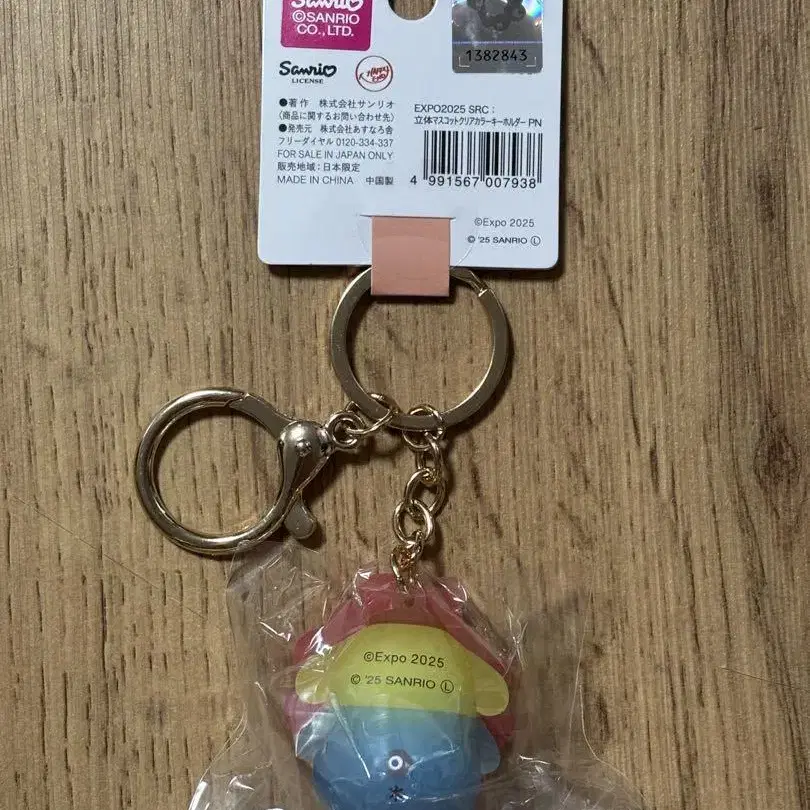 Sanrio
©SANRIO
CO., LTD.
1382843
Sanrio
LICENSE
●著作 株式会社サンリオ
(商品に関するお問い合わせ先)
●発売元 株式会社あすなろ舎
フリーダイヤル 0120-334-337
FOR SALE IN JAPAN ONLY
販売地域:日本限定
MADE IN CHINA 中国製
EXPO2025 SRC:
立体マスコットクリアカラーキーホルダー PN
4 991567 007938
©Expo 2025
© '25 SANRIO Ⓛ
©Expo 2025
© '25 SANRIO Ⓛ